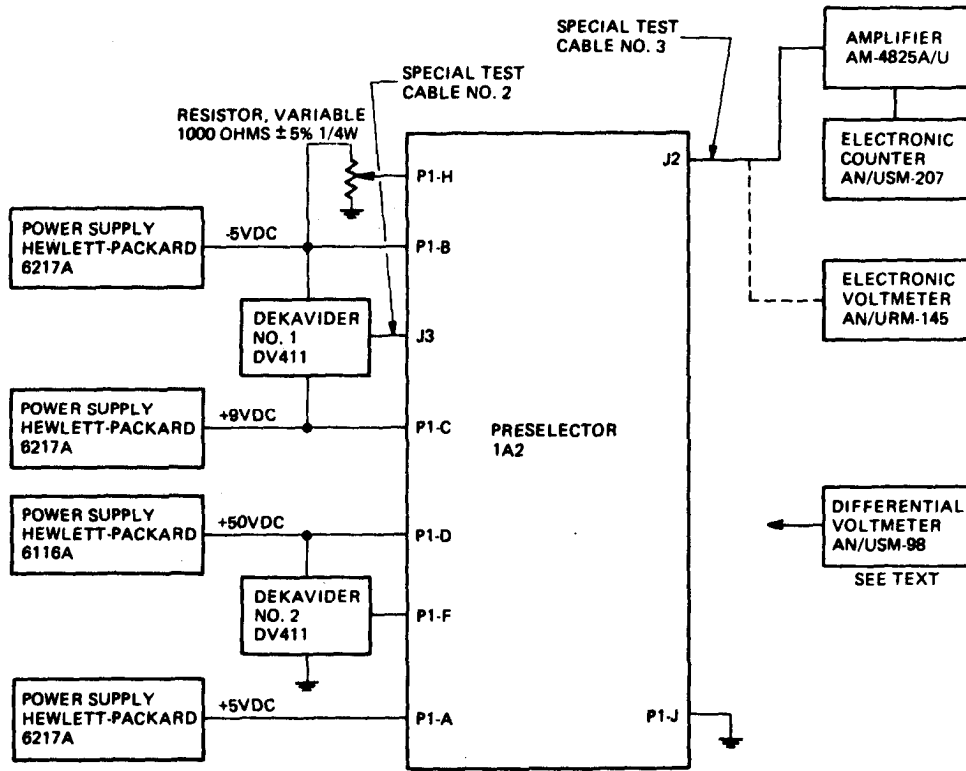 SPECIAL TEST
CABLE NO. 3
AMPLIFIER
AM-4825A/U
SPECIAL TEST
CABLE NO. 2
RESISTOR, VARIABLE
1000 OHMS ±5% 1/4W
ELECTRONIC
COUNTER
AN/USM-207
J2
P1-H
POWER SUPPLY
HEWLETT-PACKARD
6217A
-5VDC
P1-B
ELECTRONIC
VOLTMETER
AN/URM-145
DEKAVIDER
NO. 1
DV411
J3
POWER SUPPLY
HEWLETT-PACKARD
6217A
+9VDC
P1-C
PRESELECTOR
1A2
POWER SUPPLY
HEWLETT-PACKARD
6116A
+50VDC
P1-D
DIFFERENTIAL
VOLTMETER
AN/USM-98
SEE TEXT
DEKAVIDER
NO. 2
DV411
P1-F
POWER SUPPLY
HEWLETT-PACKARD
6217A
+5VDC
P1-A
P1-J